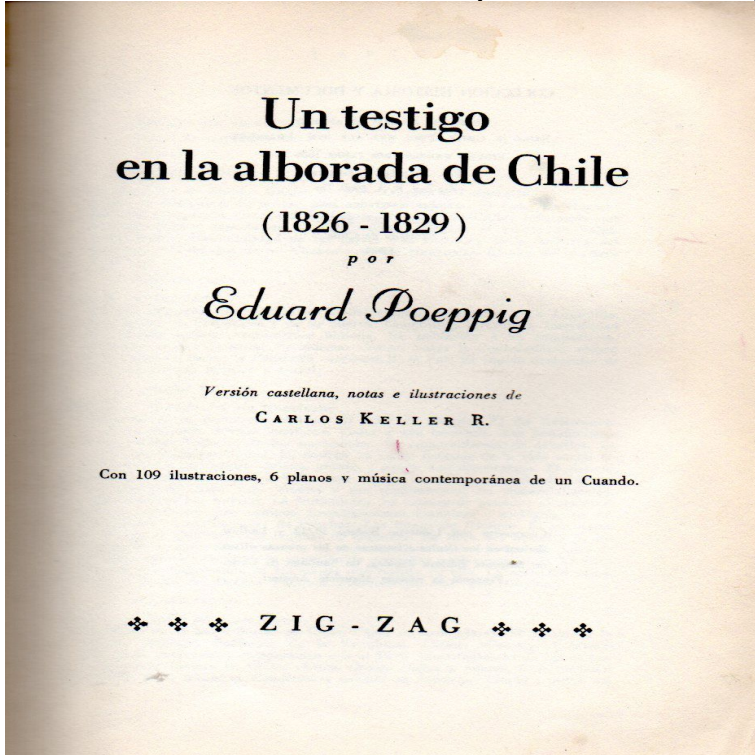 Un testigo
en la alborada de Chile
(1826 - 1829)
por
Eduard Poeppig
Versión castellana, notas e ilustraciones de
CARLOS KELLER R.
Con 109 ilustraciones, 6 planos y música contemporánea de un Cuando.
ZIG-ZAG